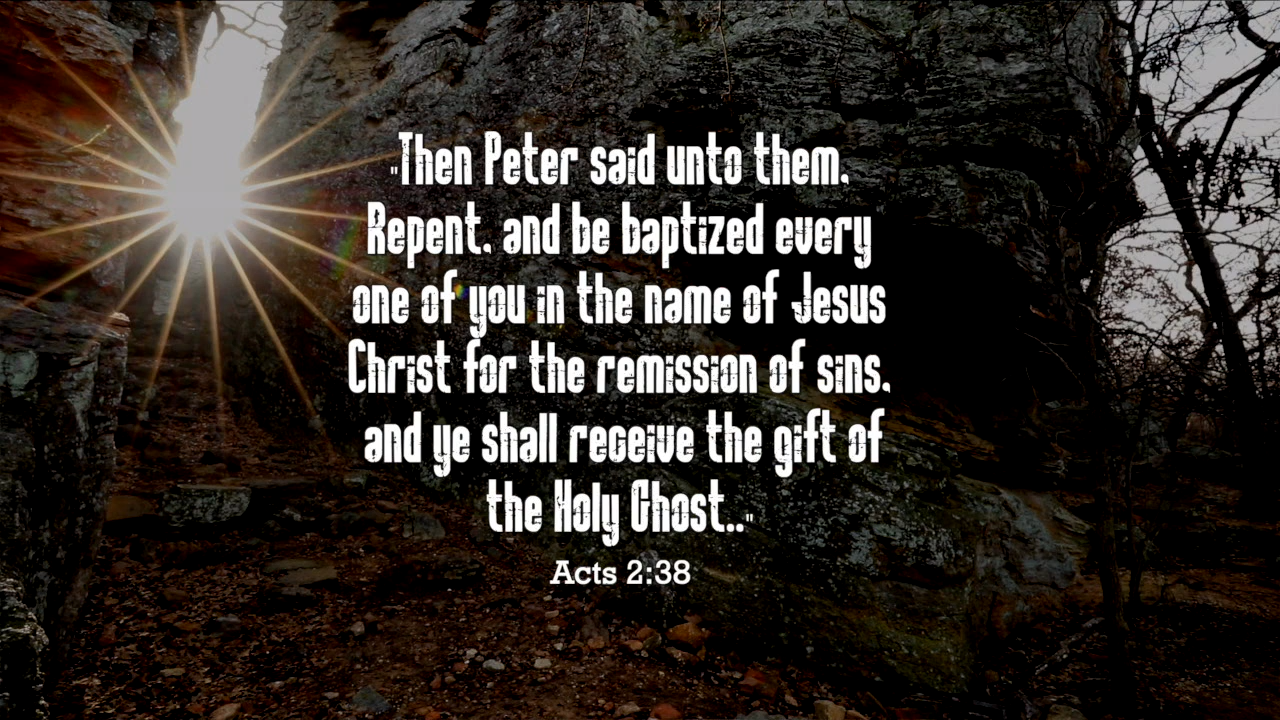 "Then Peter said unto them,
Repent, and be baptized every
one of you in the name of Jesus
Christ for the remission of sins,
and ye shall receive the gift of
the Holy Ghost.."
Acts 2:38